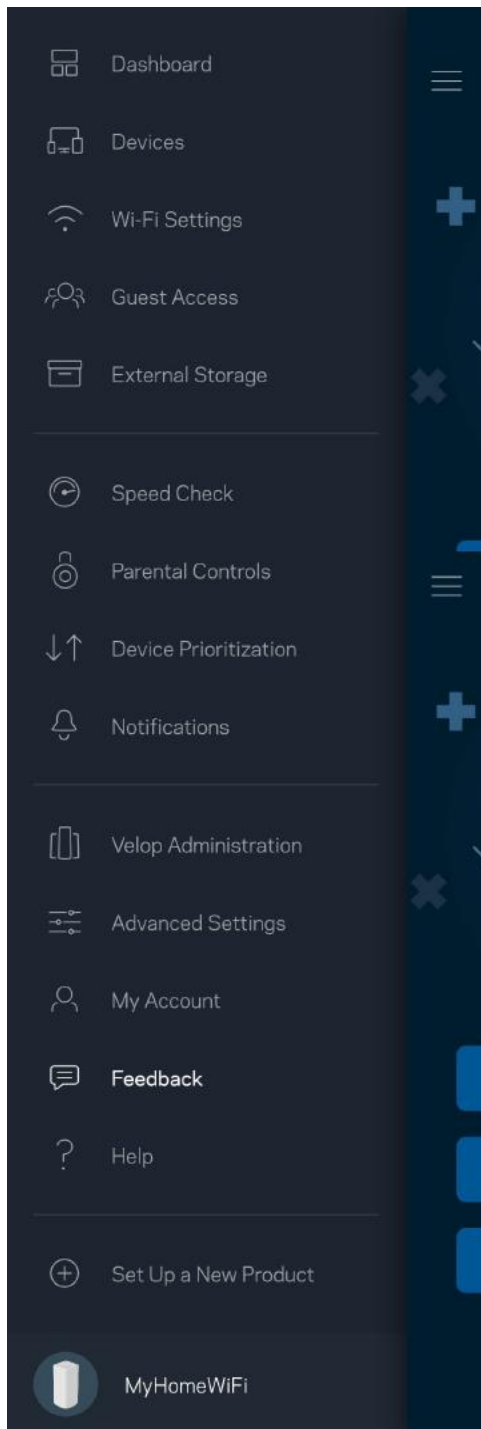 Dashboard
Devices
Wi-Fi Settings
Guest Access
External Storage
Speed Check
Parental Controls
Device Prioritization
Notifications
Velop Administration
Advanced Settings
My Account
Feedback
Help
Set Up a New Product
MyHomeWiFi